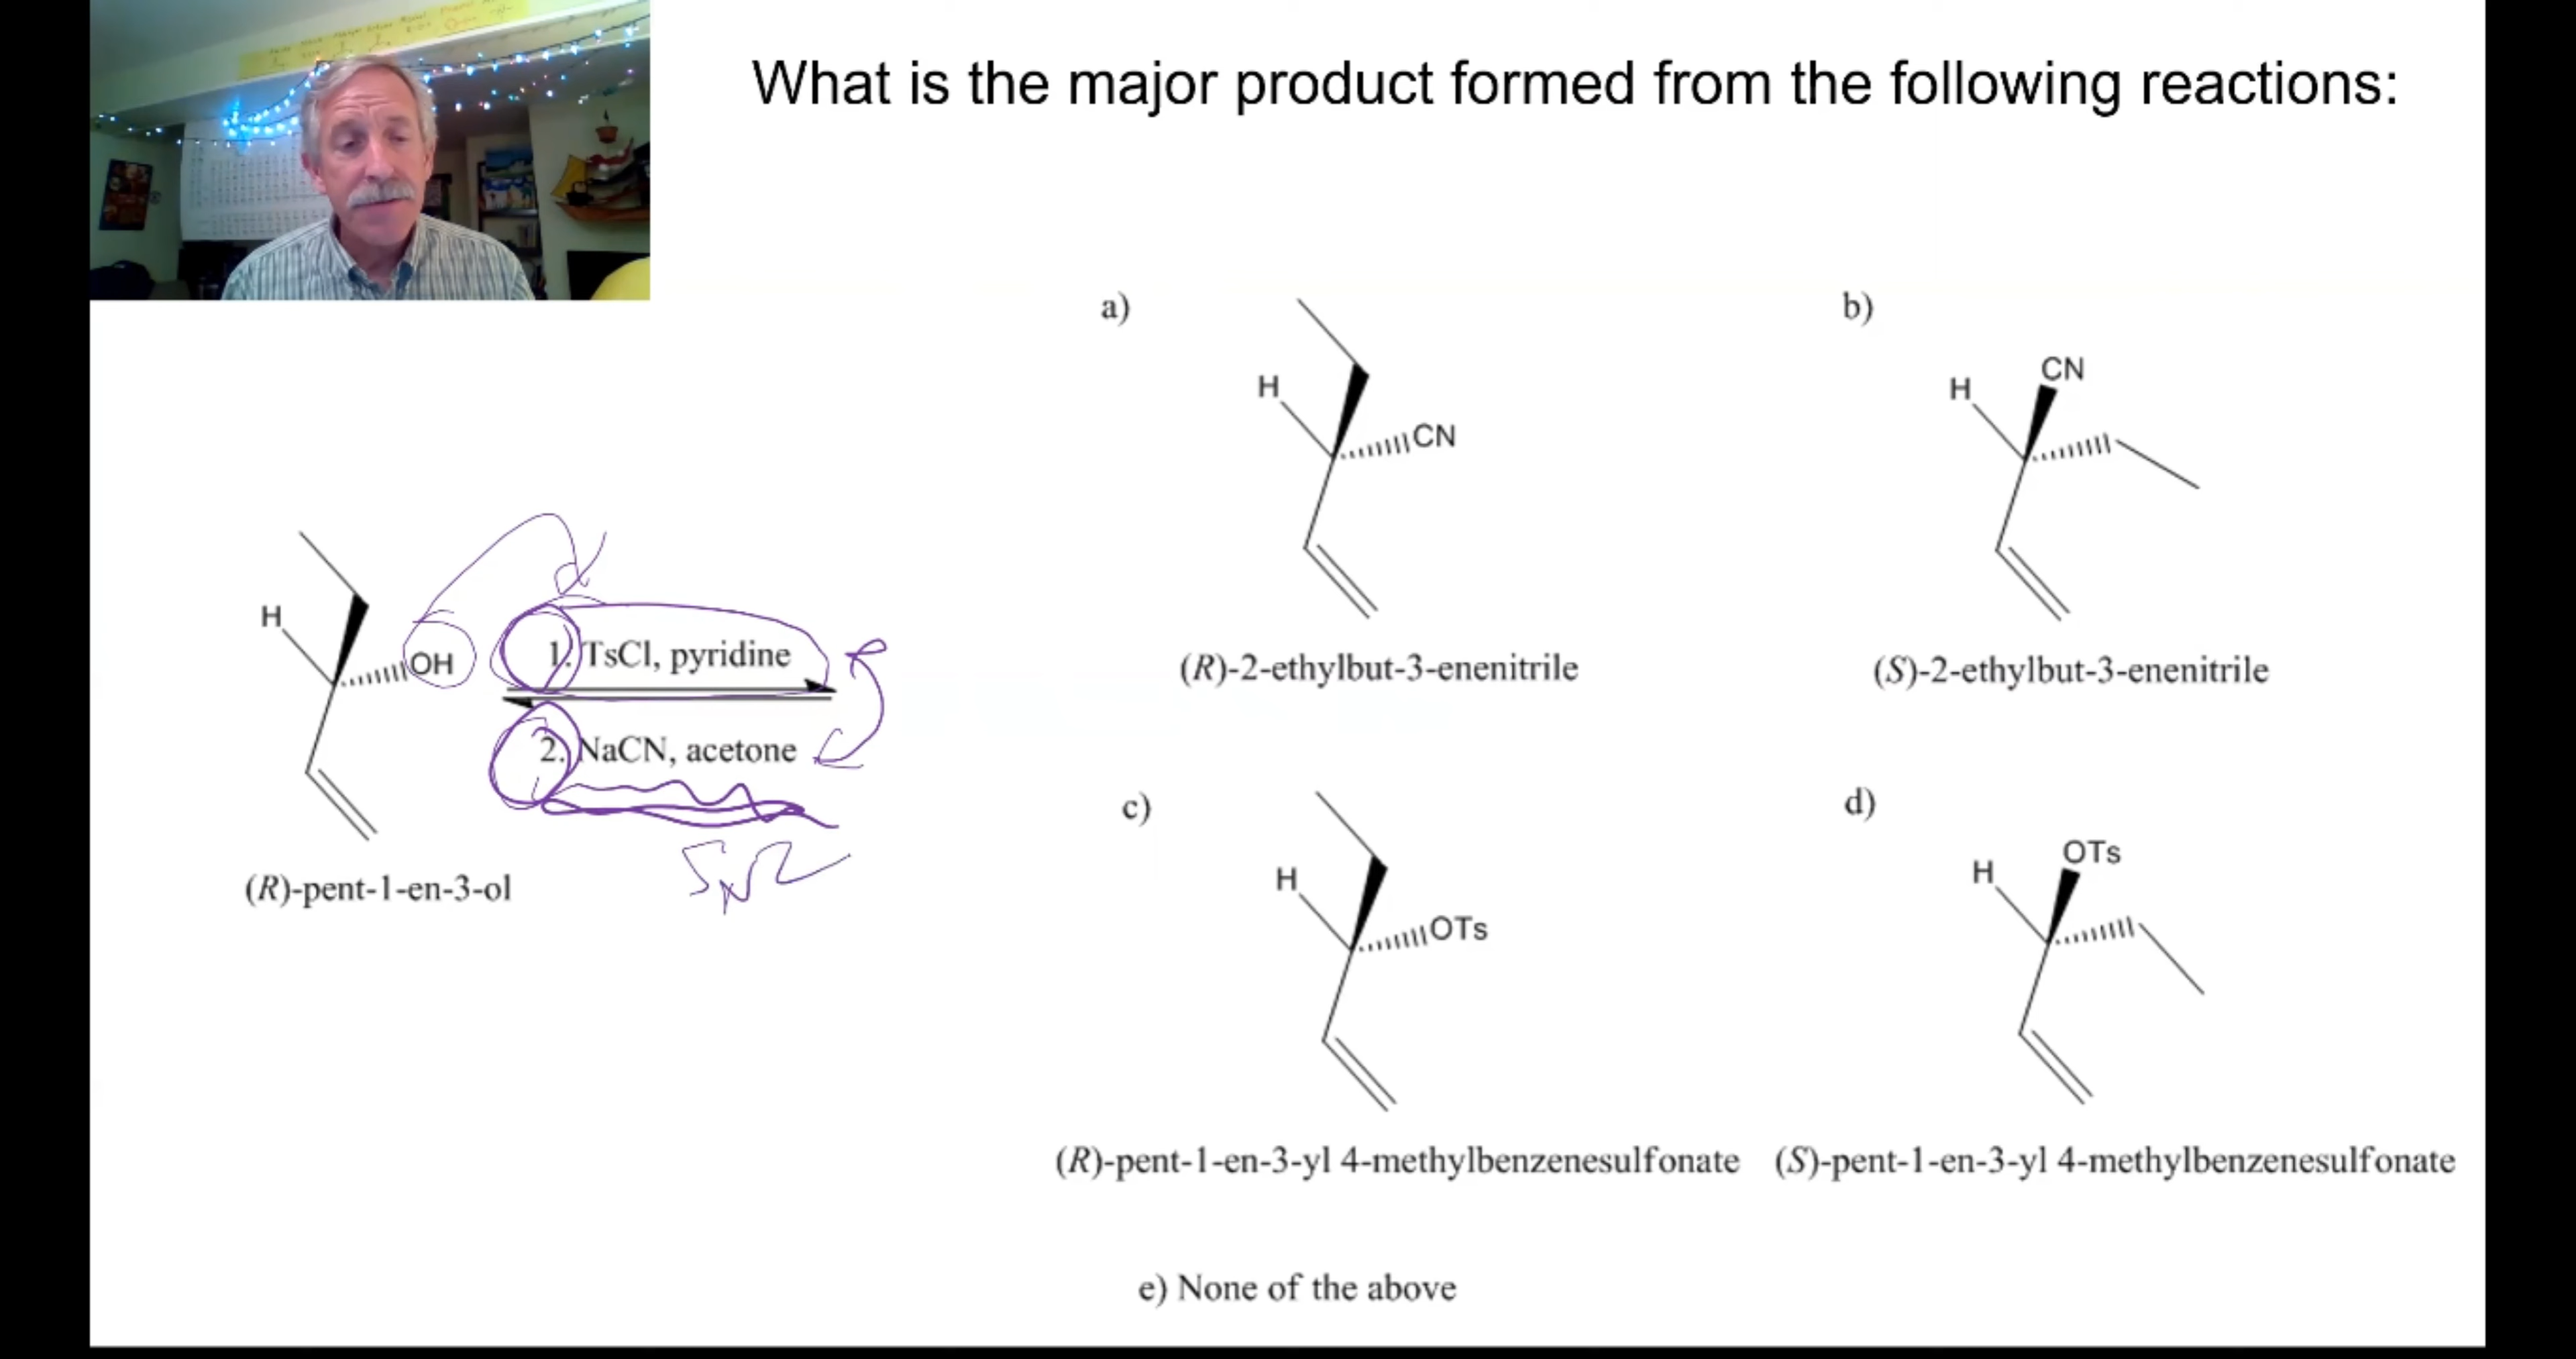 What is the major product formed from the following reactions:
a)
H
CN
(R)-2-ethylbut-3-enenitrile
b)
CN
H
(S)-2-ethylbut-3-enenitrile
H
OH
(R)-pent-1-en-3-ol
1. TsCl, pyridine
2. NaCN, acetone
SN2
c)
H
OTs
(R)-pent-1-en-3-yl 4-methylbenzenesulfonate
d)
OTs
H
(S)-pent-1-en-3-yl 4-methylbenzenesulfonate
e) None of the above